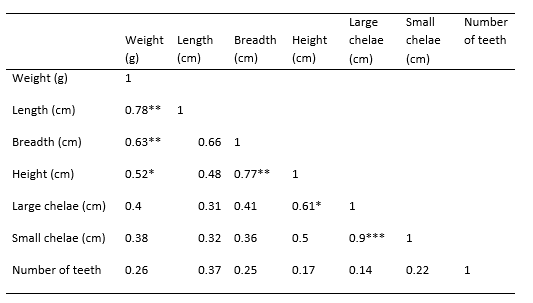 Large Small Number
Weight Length Breadth Height chelae chelae of teeth
(g) (cm) (cm) (cm) (cm) (cm)
Weight (g) 1
Length (cm) 0.78** 1
Breadth (cm) 0.63** 0.66 1
Height (cm) 0.52* 0.48 0.77** 1
Large chelae (cm) 0.4 0.31 0.41 0.61* 1
Small chelae (cm) 0.38 0.32 0.36 0.5 0.9*** 1
Number of teeth 0.26 0.37 0.25 0.17 0.14 0.22 1